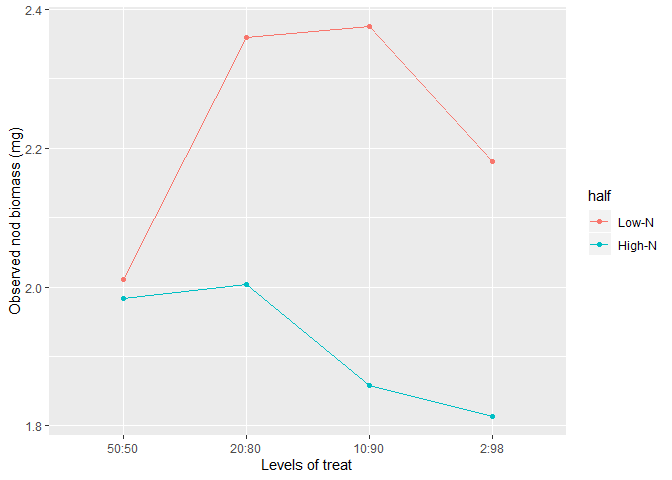 2.4
2.2
2.0
1.8
Observed nod biomass (mg)
50:50 20:80 10:90 2:98
Levels of treat
half
Low-N
High-N